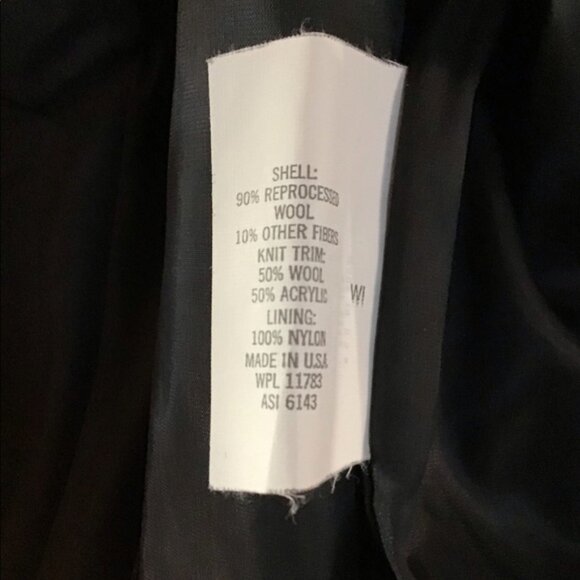 SHELL:
90% REPROCESSED
WOOL
10% OTHER FIBERS
KNIT TRIM:
50% WOOL
50% ACRYLIC
LINING:
100% NYLON
MADE IN U.S.A.
WPL 11783
ASI 6143
WI